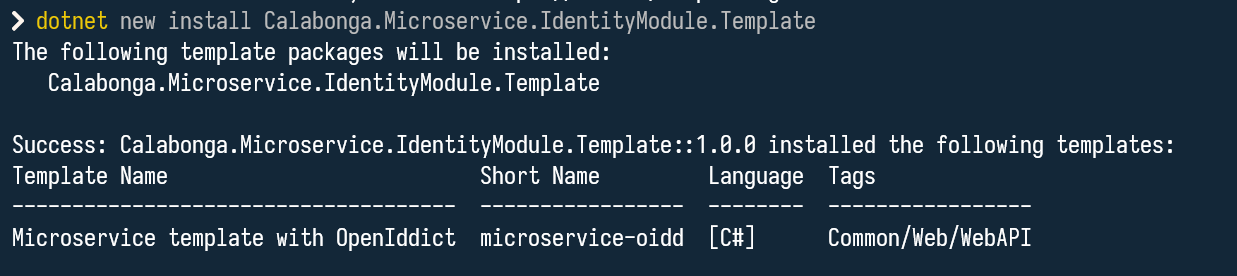 ❯ dotnet new install Calabonga.Microservice.IdentityModule.Template
The following template packages will be installed:
   Calabonga.Microservice.IdentityModule.Template

Success: Calabonga.Microservice.IdentityModule.Template::1.0.0 installed the following templates:
Template Name                          Short Name         Language  Tags
-------------------------------------  -----------------  --------  -----------------
Microservice template with OpenIddict  microservice-oidd  [C#]      Common/Web/WebAPI